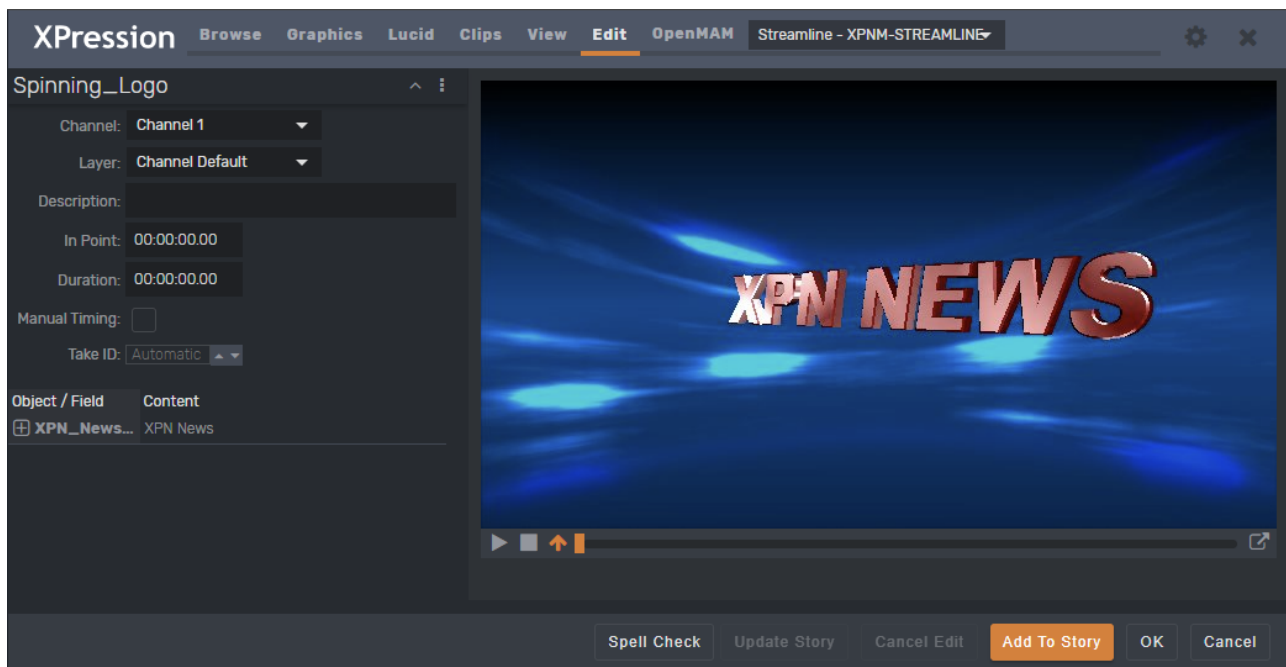 XPression Browse Graphics Lucid Clips View Edit OpenMAM Streamline - XPNM-STREAMLINE
Spinning_Logo
Channel: Channel 1
Layer: Channel Default
Description:
In Point: 00:00:00.00
Duration: 00:00:00.00
Manual Timing:
Take ID: Automatic
Object / Field Content
XPN_News... XPN News
XPN NEWS
Spell Check Update Story Cancel Edit Add To Story OK Cancel